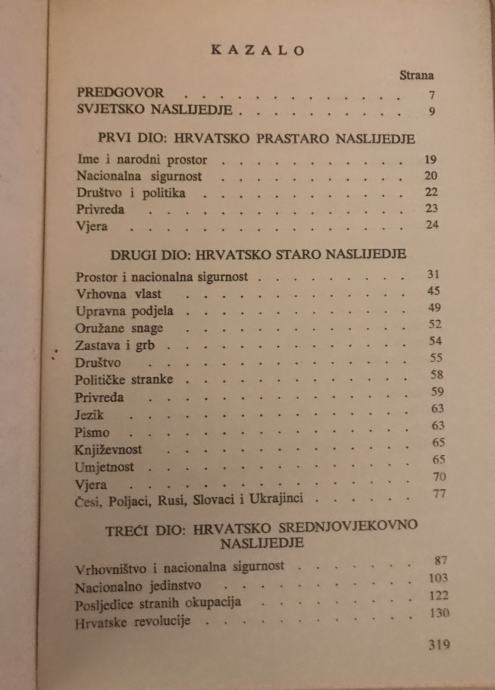 KAZALO
Strana
PREDGOVOR . . . . . . . . . . . . 7
SVJETSKO NASLIJEDJE . . . . . . . . . 9
PRVI DIO: HRVATSKO PRASTARO NASLIJEDJE
Ime i narodni prostor . . . . . . . . . . 19
Nacionalna sigurnost . . . . . . . . . . 20
Društvo i politika . . . . . . . . . . . 22
Privreda . . . . . . . . . . . . . . 23
Vjera . . . . . . . . . . . . . . . 24
DRUGI DIO: HRVATSKO STARO NASLIJEDJE
Prostor i nacionalna sigurnost . . . . . . . . 31
Vrhovna vlast . . . . . . . . . . . . 45
Upravna podjela . . . . . . . . . . . . 49
Oružane snage . . . . . . . . . . . . 52
Zastava i grb . . . . . . . . . . . . . 54
Društvo . . . . . . . . . . . . . . 55
Političke stranke . . . . . . . . . . . . 58
Privreda . . . . . . . . . . . . . . 59
Jezik . . . . . . . . . . . . . . . 63
Pismo . . . . . . . . . . . . . . . 63
Književnost . . . . . . . . . . . . . 65
Umjetnost . . . . . . . . . . . . . . 65
Vjera . . . . . . . . . . . . . . . 70
Česi, Poljaci, Rusi, Slovaci i Ukrajinci . . . . . 77
TREĆI DIO: HRVATSKO SREDNJOVJEKOVNO
NASLIJEDJE
Vrhovništvo i nacionalna sigurnost . . . . . . 87
Nacionalno jedinstvo . . . . . . . . . . 103
Posljedice stranih okupacija . . . . . . . . 122
Hrvatske revolucije . . . . . . . . . . . 130
319